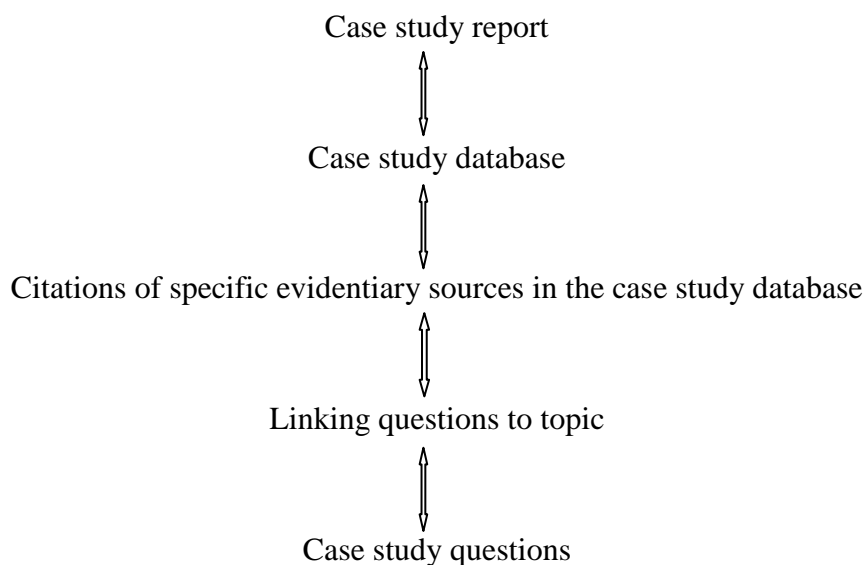 Case study report
Case study database
Citations of specific evidentiary sources in the case study database
Linking questions to topic
Case study questions